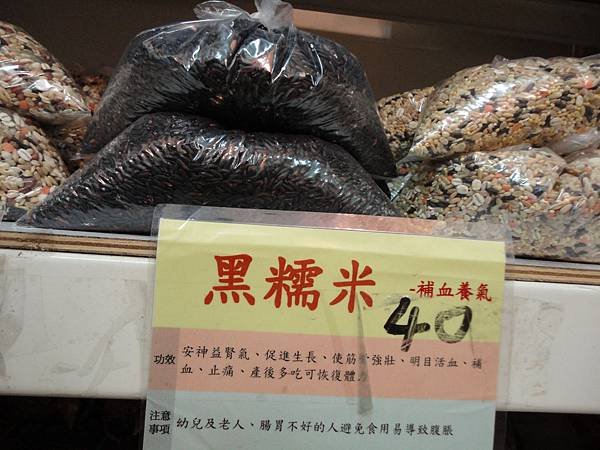 黑糯米 -補血養氣
40
功效 安神益腎氣、促進生長、使筋骨強壯、明目活血、補
血、止痛、產後多吃可恢復體力
注意
事項 幼兒及老人、腸胃不好的人避免食用易導致腹脹